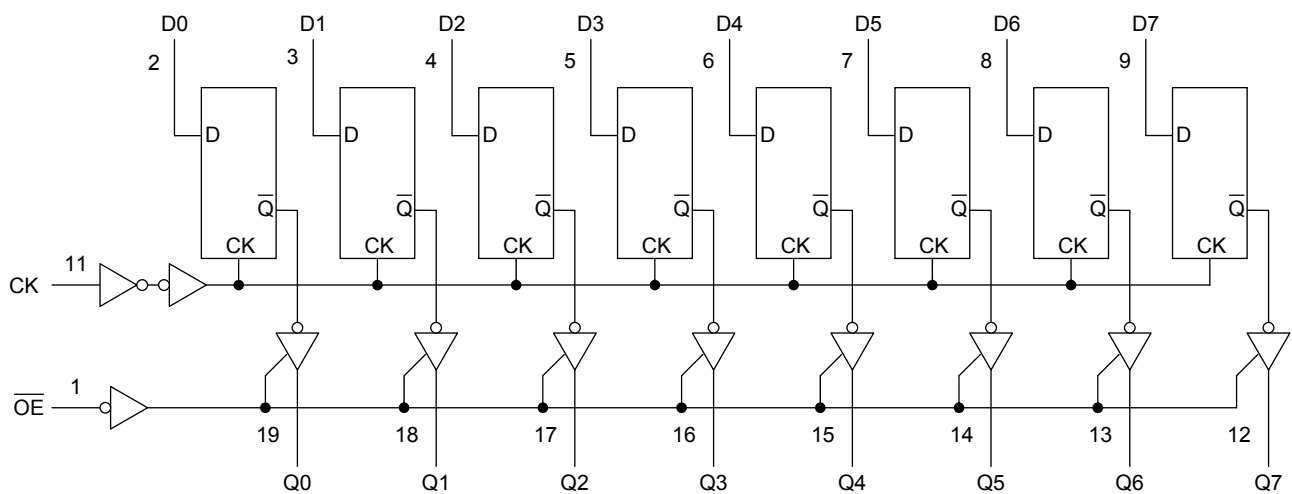 D0 D1 D2 D3 D4 D5 D6 D7
2 3 4 5 6 7 8 9
D D D D D D D D
Q̅ Q̅ Q̅ Q̅ Q̅ Q̅ Q̅ Q̅
CK CK CK CK CK CK CK CK
11
CK
1
O̅E̅
19 18 17 16 15 14 13 12
Q0 Q1 Q2 Q3 Q4 Q5 Q6 Q7